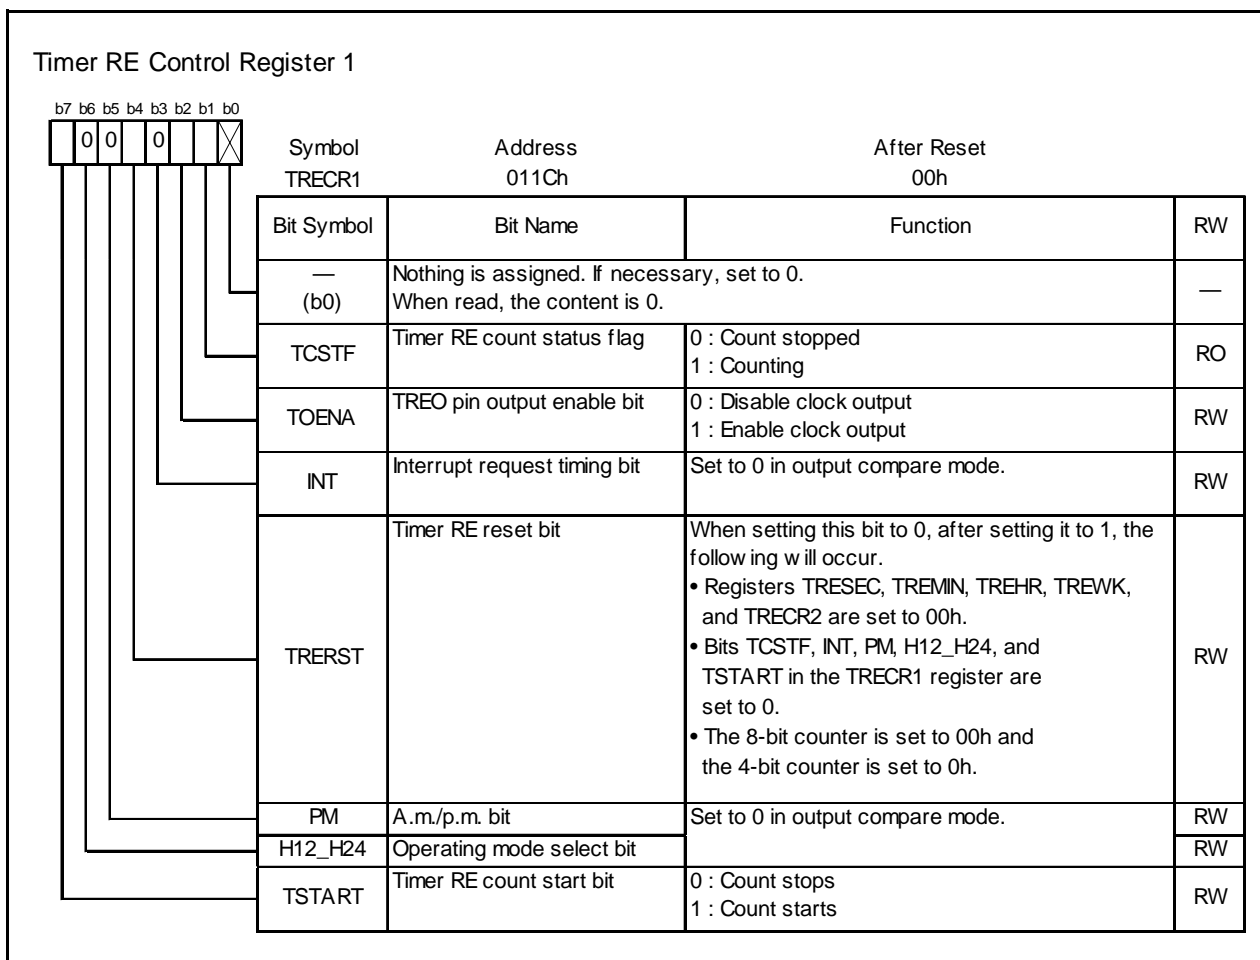 Timer RE Control Register 1
b7 b6 b5 b4 b3 b2 b1 b0
0 0 0
Symbol Address After Reset
TRECR1 011Ch 00h
Bit Symbol Bit Name Function RW
—
(b0)
Nothing is assigned. If necessary, set to 0.
When read, the content is 0.
—
TCSTF
Timer RE count status flag
0 : Count stopped
1 : Counting
RO
TOENA
TREO pin output enable bit
0 : Disable clock output
1 : Enable clock output
RW
INT
Interrupt request timing bit
Set to 0 in output compare mode.
RW
TRERST
Timer RE reset bit
When setting this bit to 0, after setting it to 1, the
following will occur.
• Registers TRESEC, TREMIN, TREHR, TREWK,
and TRECR2 are set to 00h.
• Bits TCSTF, INT, PM, H12_H24, and
TSTART in the TRECR1 register are
set to 0.
• The 8-bit counter is set to 00h and
the 4-bit counter is set to 0h.
RW
PM A.m./p.m. bit Set to 0 in output compare mode. RW
H12_H24 Operating mode select bit RW
TSTART
Timer RE count start bit
0 : Count stops
1 : Count starts
RW